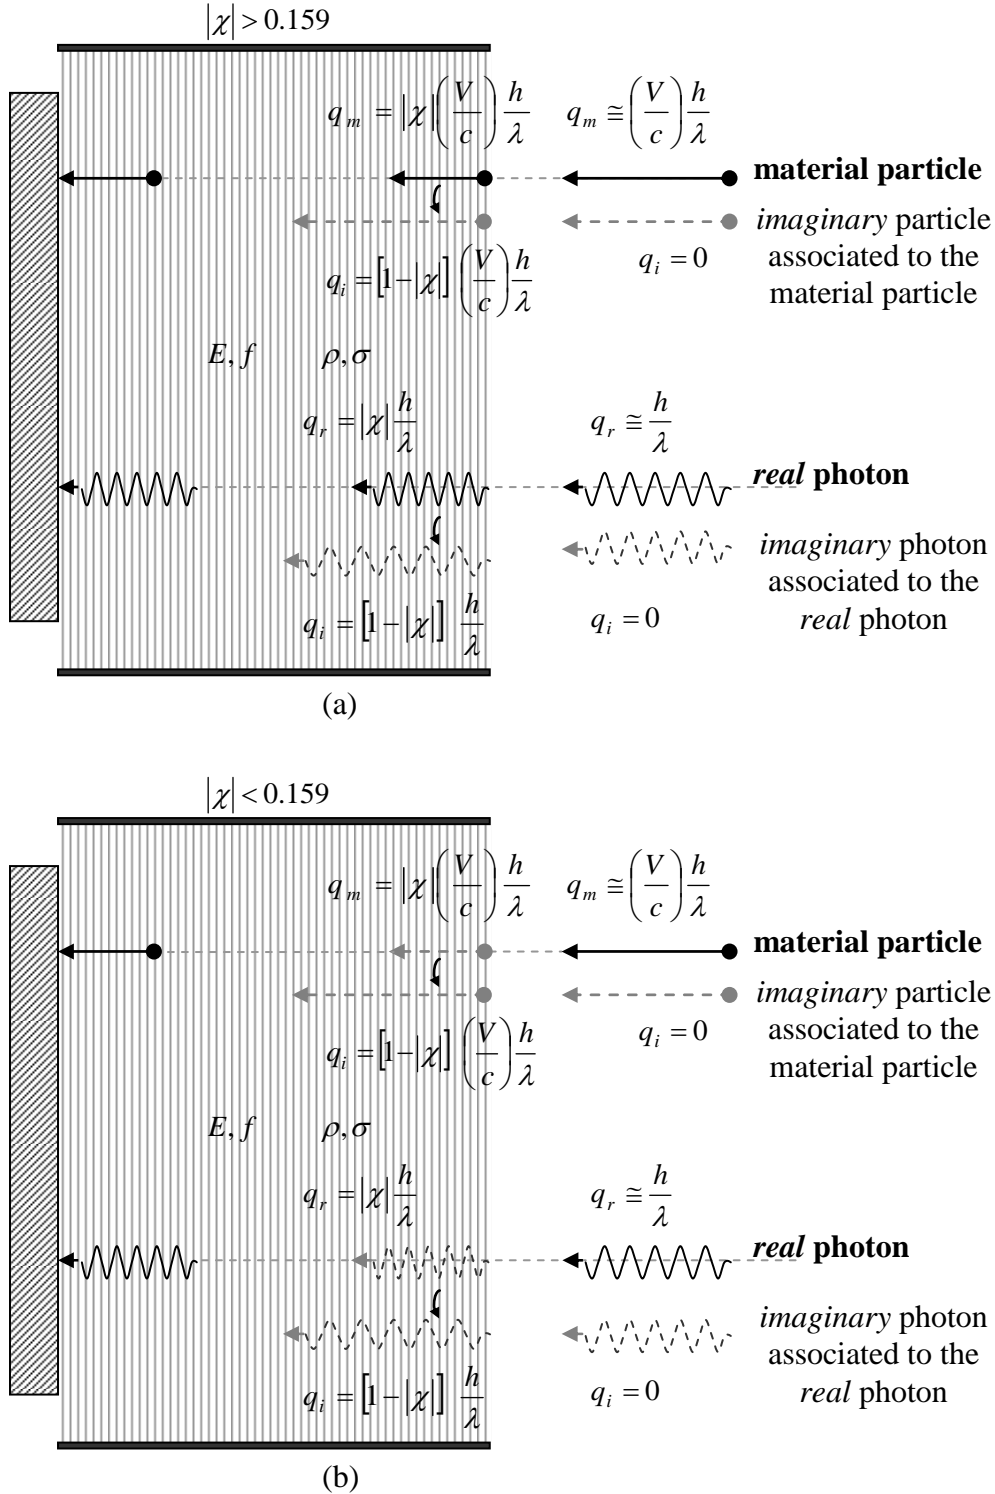 |χ| > 0.159
q_m = |χ| (V/c) h/λ    q_m ≅ (V/c) h/λ
material particle
imaginary particle
associated to the
material particle
q_i = 0
q_i = [1−|χ|] (V/c) h/λ
E, f    ρ, σ
q_r = |χ| h/λ    q_r ≅ h/λ
real photon
imaginary photon
associated to the
real photon
q_i = [1−|χ|] h/λ    q_i = 0
(a)
|χ| < 0.159
q_m = |χ| (V/c) h/λ    q_m ≅ (V/c) h/λ
material particle
imaginary particle
associated to the
material particle
q_i = 0
q_i = [1−|χ|] (V/c) h/λ
E, f    ρ, σ
q_r = |χ| h/λ    q_r ≅ h/λ
real photon
imaginary photon
associated to the
real photon
q_i = [1−|χ|] h/λ    q_i = 0
(b)